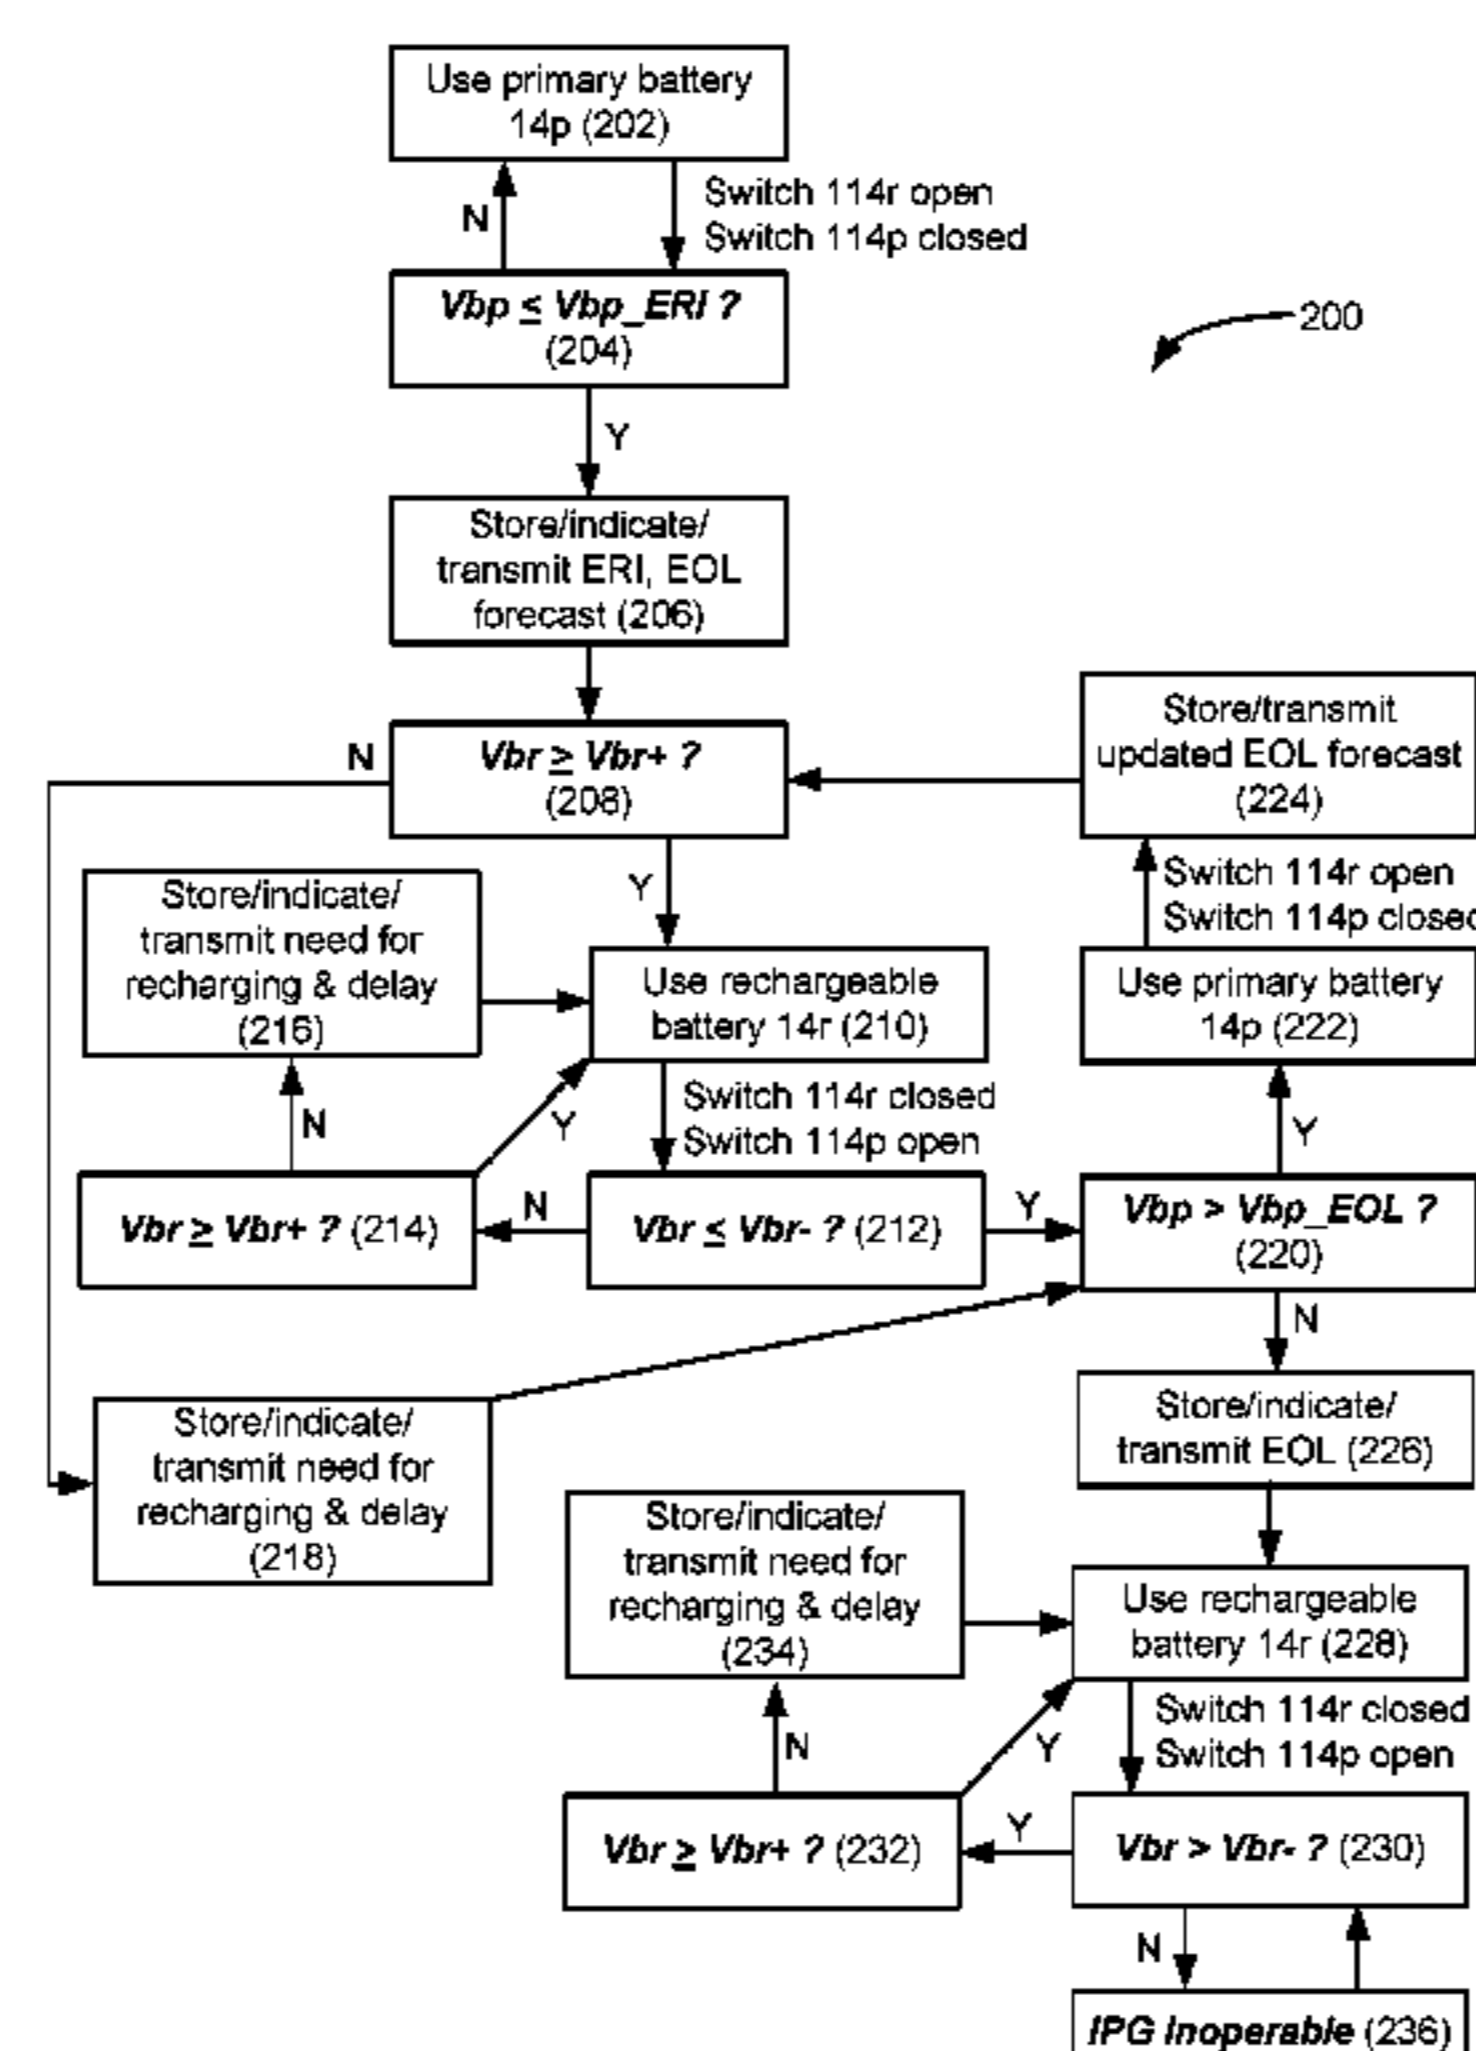 Use primary battery
14p (202)
N
Switch 114r open
Switch 114p closed
Vbp ≤ Vbp_ERI ?
(204)
200
Y
Store/indicate/
transmit ERI, EOL
forecast (206)
N
Vbr ≥ Vbr+ ?
(208)
Store/transmit
updated EOL forecast
(224)
Y
Switch 114r open
Switch 114p closed
Store/indicate/
transmit need for
recharging & delay
(216)
Use rechargeable
battery 14r (210)
Use primary battery
14p (222)
N
Y
Switch 114r closed
Switch 114p open
Y
Vbr ≥ Vbr+ ? (214)
N
Vbr ≤ Vbr- ? (212)
Y
Vbp > Vbp_EOL ?
(220)
N
Store/indicate/
transmit need for
recharging & delay
(218)
Store/indicate/
transmit EOL (226)
Store/indicate/
transmit need for
recharging & delay
(234)
Use rechargeable
battery 14r (228)
N
Y
Switch 114r closed
Switch 114p open
Vbr ≥ Vbr+ ? (232)
Y
Vbr > Vbr- ? (230)
N
IPG Inoperable (236)